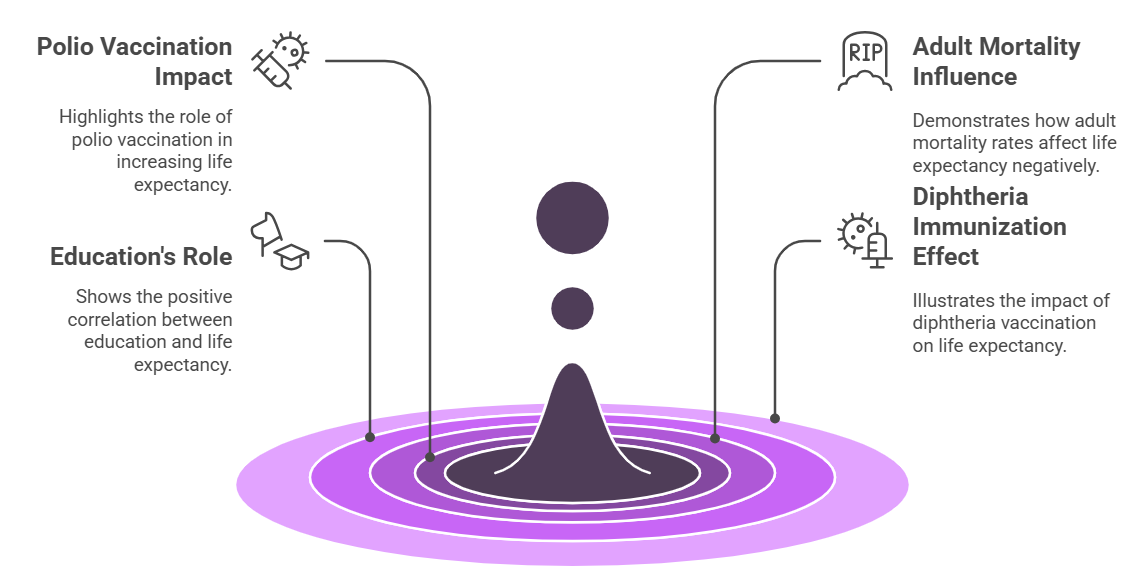 Polio Vaccination
Impact
Highlights the role of
polio vaccination in
increasing life
expectancy.
Education's Role
Shows the positive
correlation between
education and life
expectancy.
RIP
Adult Mortality
Influence
Demonstrates how adult
mortality rates affect life
expectancy negatively.
Diphtheria
Immunization
Effect
Illustrates the impact of
diphtheria vaccination
on life expectancy.